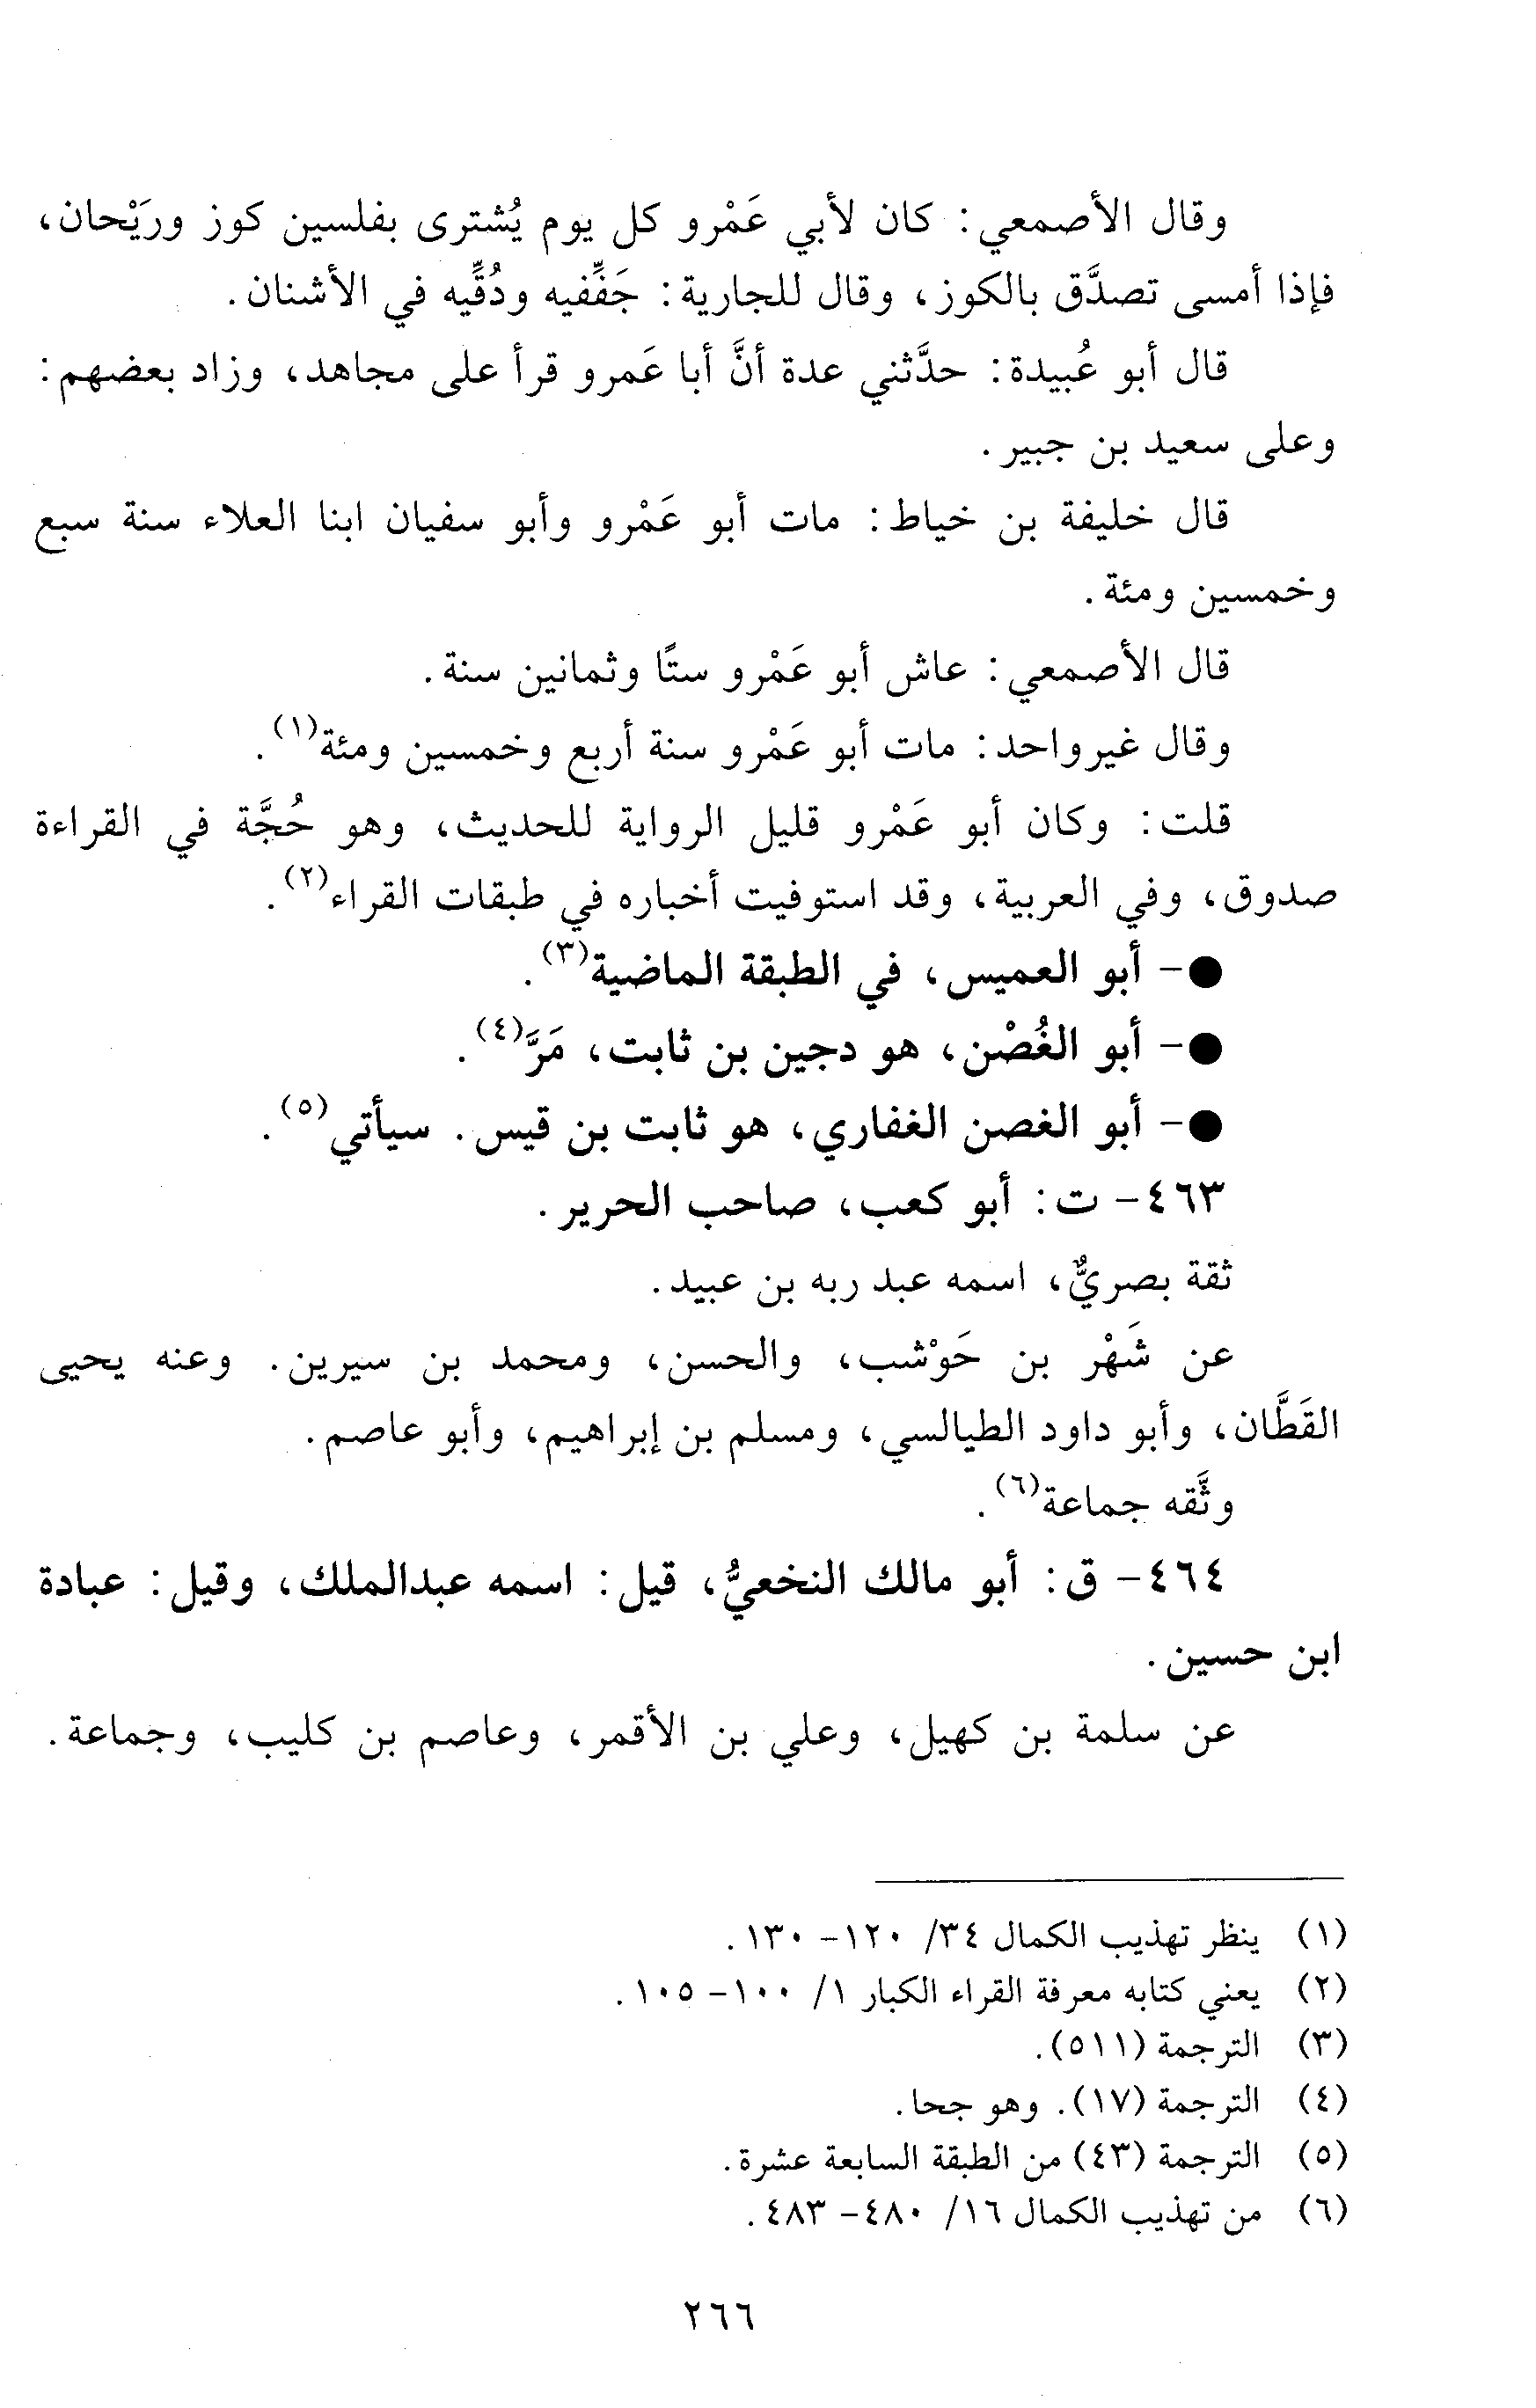 وقال الأصمعي: كان لأبي عَمْرو كل يوم يُشترى بفلسين كوز ورَيْحان،
فإذا أمسى تصدَّق بالكوز، وقال للجارية: جَفِّفيه ودُقِّيه في الأشنان.
قال أبو عُبيدة: حدَّثني عدة أنَّ أبا عَمرو قرأ على مجاهد، وزاد بعضهم:
وعلى سعيد بن جبير.
قال خليفة بن خياط: مات أبو عَمْرو وأبو سفيان ابنا العلاء سنة سبع
وخمسين ومئة.
قال الأصمعي: عاش أبو عَمْرو ستًا وثمانين سنة.
وقال غيرواحد: مات أبو عَمْرو سنة أربع وخمسين ومئة(١).
قلت: وكان أبو عَمْرو قليل الرواية للحديث، وهو حُجَّة في القراءة
صدوق، وفي العربية، وقد استوفيت أخباره في طبقات القراء(٢).
●- أبو العميس، في الطبقة الماضية(٣).
●- أبو الغُصْن، هو دجين بن ثابت، مَرَّ(٤).
●- أبو الغصن الغفاري، هو ثابت بن قيس. سيأتي(٥).
٤٦٣- ت: أبو كعب، صاحب الحرير.
ثقة بصريٌّ، اسمه عبد ربه بن عبيد.
عن شَهْر بن حَوْشب، والحسن، ومحمد بن سيرين. وعنه يحيى
القَطَّان، وأبو داود الطيالسي، ومسلم بن إبراهيم، وأبو عاصم.
وثَّقه جماعة(٦).
٤٦٤- ق: أبو مالك النخعيُّ، قيل: اسمه عبدالملك، وقيل: عبادة
ابن حسين.
عن سلمة بن كهيل، وعلي بن الأقمر، وعاصم بن كليب، وجماعة.
(١) ينظر تهذيب الكمال ٣٤/ ١٢٠- ١٣٠.
(٢) يعني كتابه معرفة القراء الكبار ١/ ١٠٠- ١٠٥.
(٣) الترجمة (٥١١).
(٤) الترجمة (١٧). وهو جحا.
(٥) الترجمة (٤٣) من الطبقة السابعة عشرة.
(٦) من تهذيب الكمال ١٦/ ٤٨٠- ٤٨٣.
٢٦٦